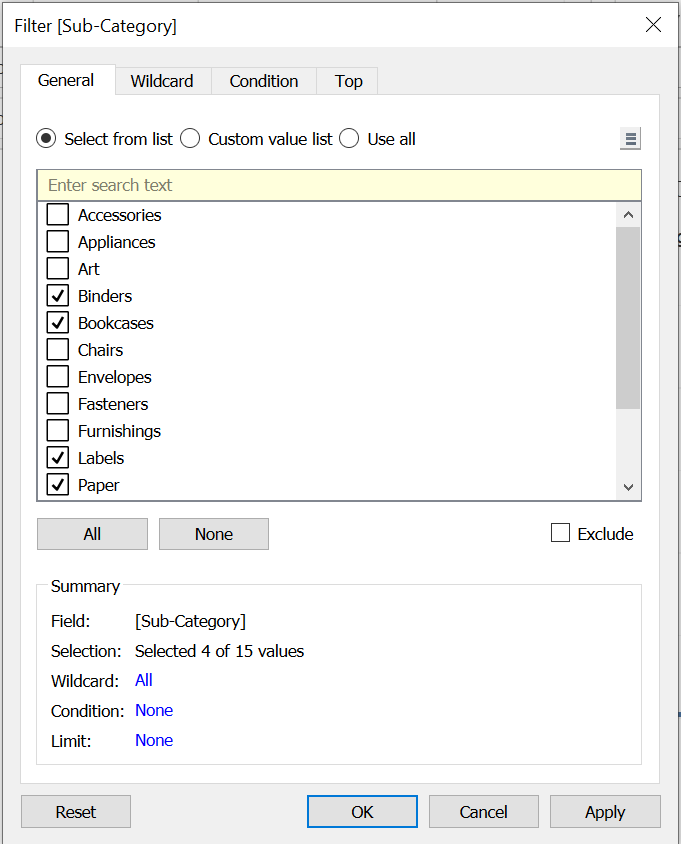 Filter [Sub-Category]
General Wildcard Condition Top
Select from list Custom value list Use all
Enter search text
Accessories
Appliances
Art
Binders
Bookcases
Chairs
Envelopes
Fasteners
Furnishings
Labels
Paper
All None Exclude
Summary
Field: [Sub-Category]
Selection: Selected 4 of 15 values
Wildcard: All
Condition: None
Limit: None
Reset OK Cancel Apply